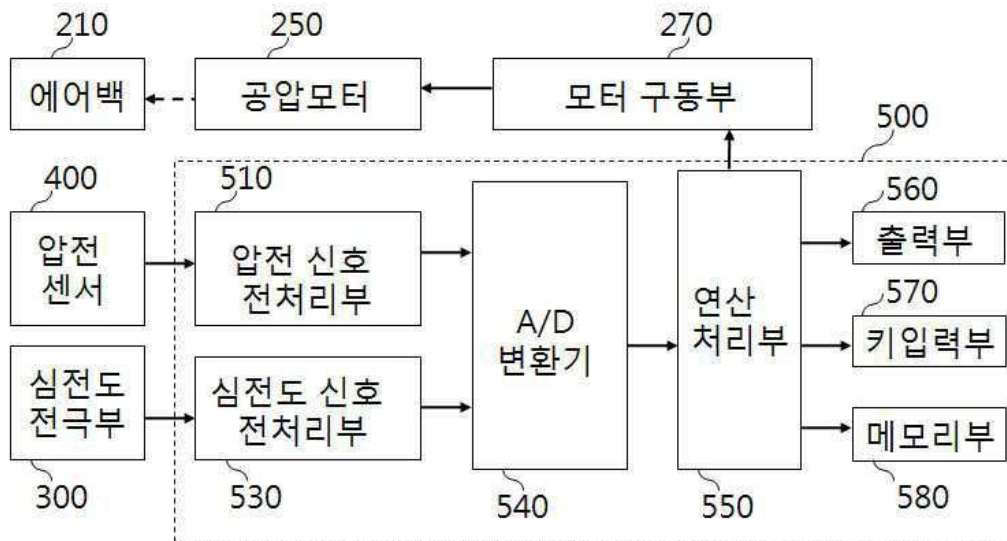 210
250
270
에어백
공압모터
모터 구동부
500
400
510
560
압전
센서
압전 신호
전처리부
A/D
변환기
연산
처리부
출력부
570
키입력부
심전도
전극부
심전도 신호
전처리부
메모리부
300
530
540
550
580